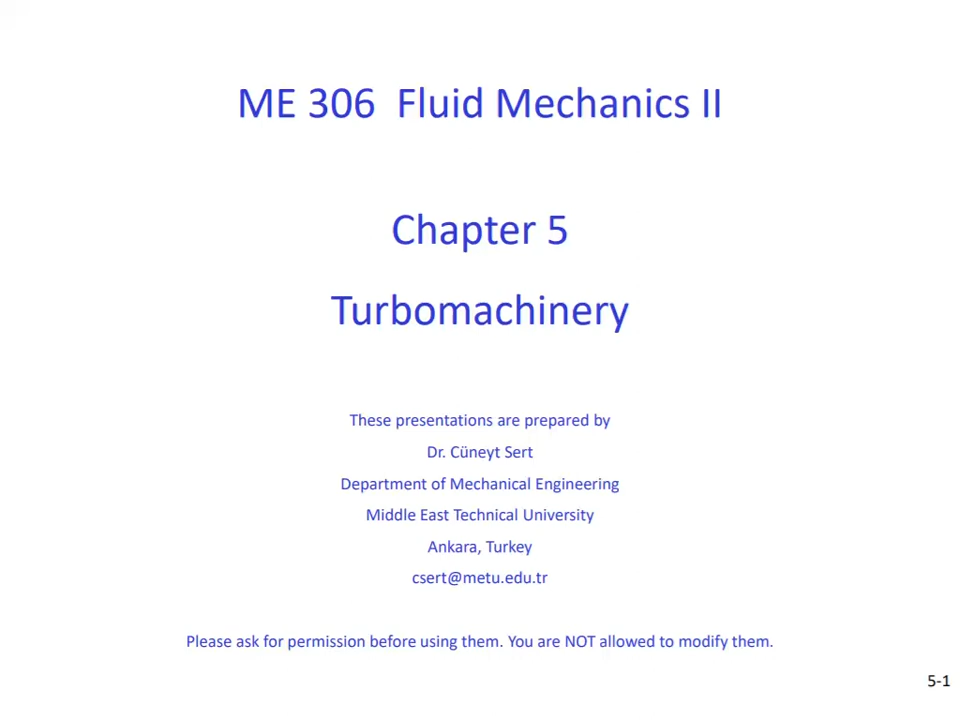 ME 306  Fluid Mechanics II
Chapter 5
Turbomachinery
These presentations are prepared by
Dr. Cüneyt Sert
Department of Mechanical Engineering
Middle East Technical University
Ankara, Turkey
csert@metu.edu.tr
Please ask for permission before using them. You are NOT allowed to modify them.
5-1